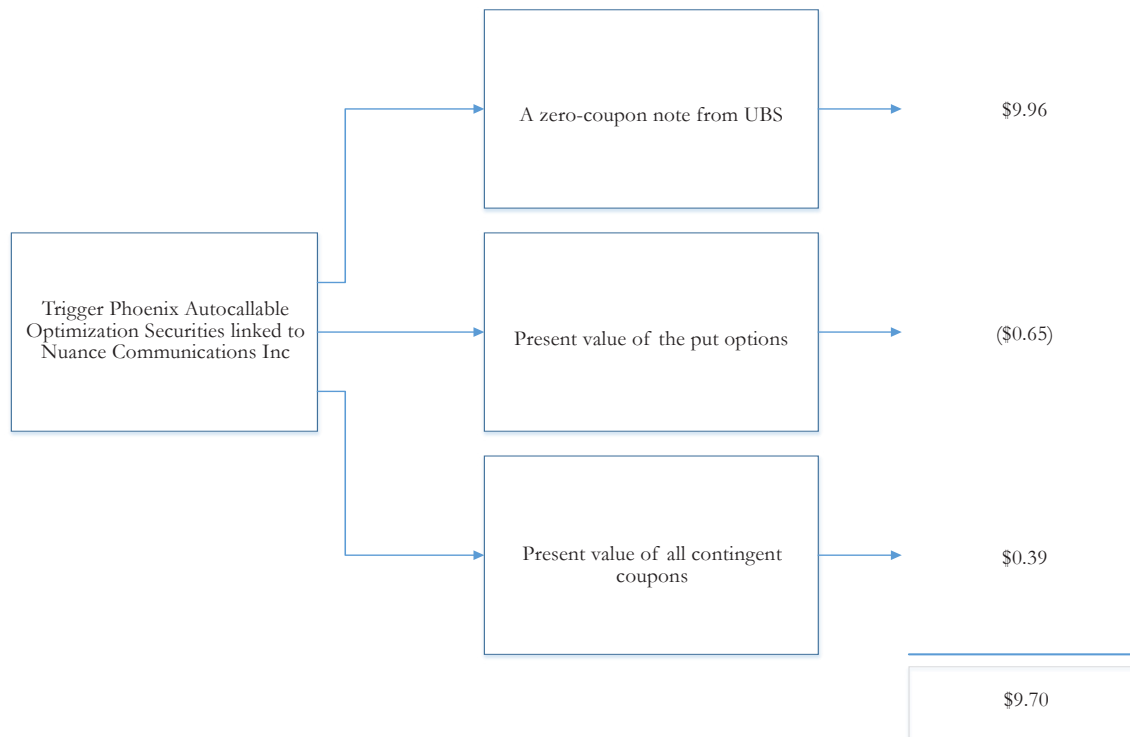 A zero-coupon note from UBS
$9.96
Trigger Phoenix Autocallable
Optimization Securities linked to
Nuance Communications Inc
Present value of the put options
($0.65)
Present value of all contingent
coupons
$0.39
$9.70